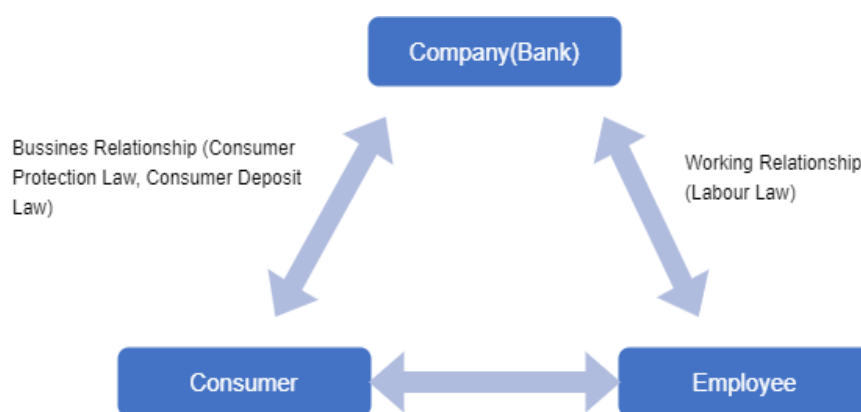 Company(Bank)
Bussines Relationship (Consumer
Protection Law, Consumer Deposit
Law)
Working Relationship
(Labour Law)
Consumer
Employee